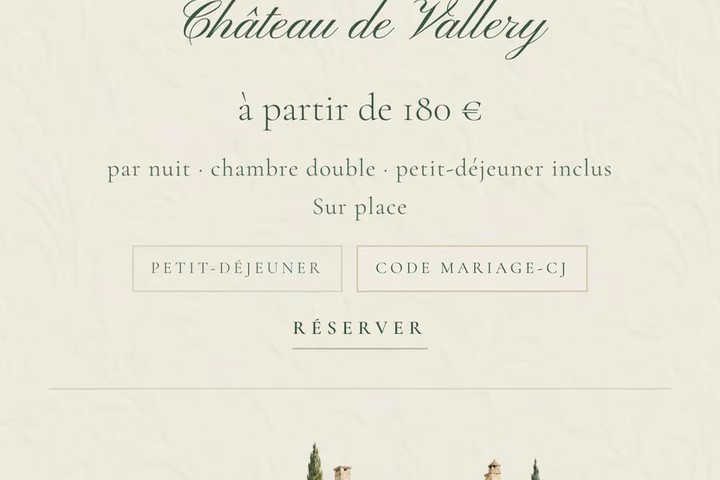 Château de Vallery
à partir de 180 €
par nuit · chambre double · petit-déjeuner inclus
Sur place
PETIT-DÉJEUNER
CODE MARIAGE-CJ
RÉSERVER